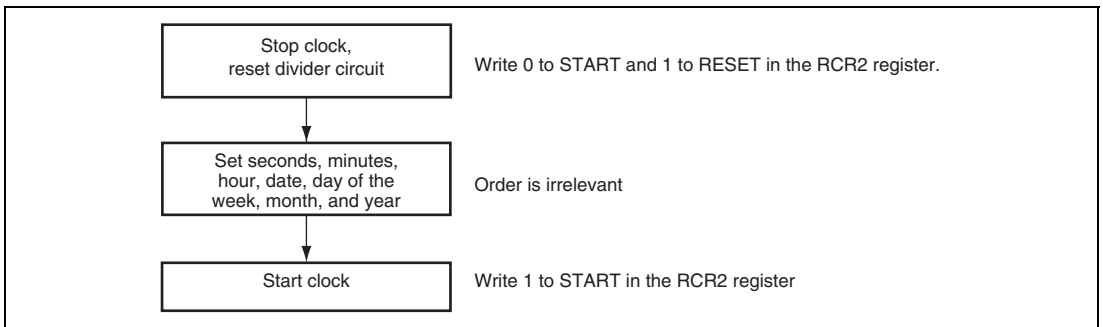 Stop clock,
reset divider circuit
Write 0 to START and 1 to RESET in the RCR2 register.
Set seconds, minutes,
hour, date, day of the
week, month, and year
Order is irrelevant
Start clock
Write 1 to START in the RCR2 register